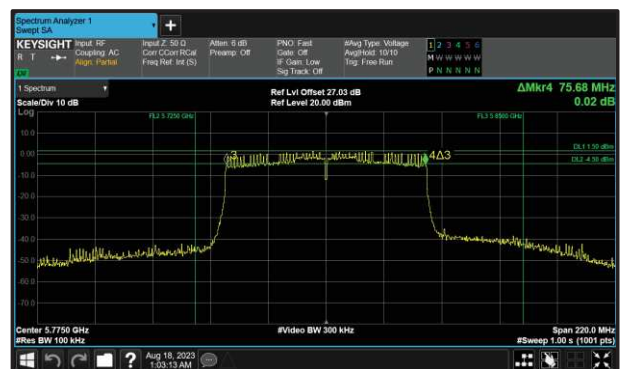 Spectrum Analyzer 1
Swept SA
+
KEYSIGHT Input: RF Input Z: 50 Ω Atten: 6 dB PNO: Fast #Avg Type: Voltage 1 2 3 4 5 6
R T Coupling: AC Corr CCorr RCal Preamp: Off Gate: Off Avg|Hold: 10/10 M W W W W W
Align: Partial Freq Ref: Int (S) IF Gain: Low Trig: Free Run
Sig Track: Off P N N N N N
1 Spectrum Ref Lvl Offset 27.03 dB ΔMkr4 75.68 MHz
Scale/Div 10 dB Ref Level 20.00 dBm 0.02 dB
Log
FL2 5.7250 GHz FL3 5.8500 GHz
10.0
DL1 1.50 dBm
0.00 3 4Δ3
DL2 -4.50 dBm
-10.0
-20.0
-30.0
-40.0
-50.0
-60.0
-70.0
Center 5.7750 GHz #Video BW 300 kHz Span 220.0 MHz
#Res BW 100 kHz #Sweep 1.00 s (1001 pts)
? Aug 18, 2023
1:03:13 AM